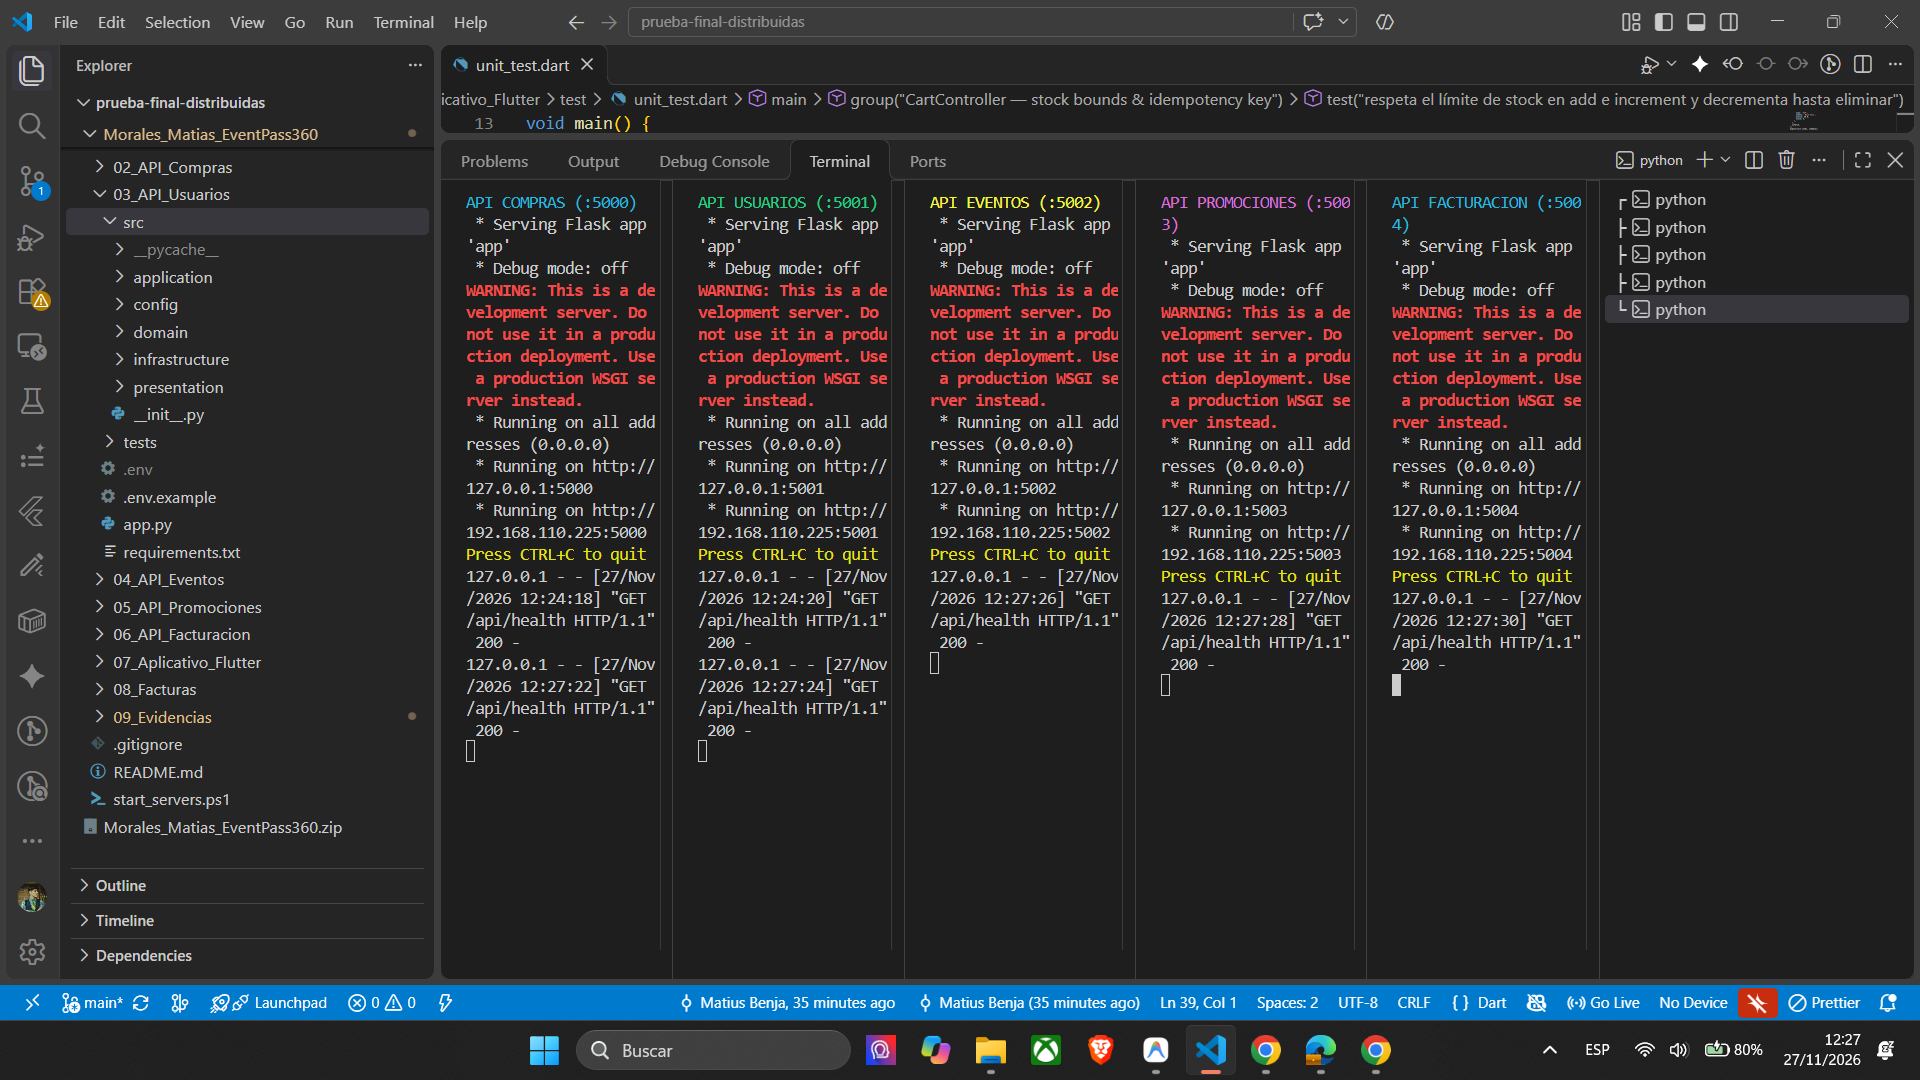 File Edit Selection View Go Run Terminal Help
prueba-final-distribuidas
Explorer
prueba-final-distribuidas
Morales_Matias_EventPass360
02_API_Compras
03_API_Usuarios
src
__pycache__
application
config
domain
infrastructure
presentation
__init__.py
tests
.env
.env.example
app.py
requirements.txt
04_API_Eventos
05_API_Promociones
06_API_Facturacion
07_Aplicativo_Flutter
08_Facturas
09_Evidencias
.gitignore
README.md
start_servers.ps1
Morales_Matias_EventPass360.zip
Outline
Timeline
Dependencies
1
unit_test.dart
icativo_Flutter > test > unit_test.dart > main > group("CartController — stock bounds & idempotency key") > test("respeta el límite de stock en add e increment y decrementa hasta eliminar")
13 void main() {
Problems Output Debug Console Terminal Ports
python
API COMPRAS (:5000)
* Serving Flask app
'app'
* Debug mode: off
WARNING: This is a de
velopment server. Do
not use it in a produ
ction deployment. Use
a production WSGI se
rver instead.
* Running on all add
resses (0.0.0.0)
* Running on http://
127.0.0.1:5000
* Running on http://
192.168.110.225:5000
Press CTRL+C to quit
127.0.0.1 - - [27/Nov
/2026 12:24:18] "GET
/api/health HTTP/1.1"
200 -
127.0.0.1 - - [27/Nov
/2026 12:27:22] "GET
/api/health HTTP/1.1"
200 -
API USUARIOS (:5001)
* Serving Flask app
'app'
* Debug mode: off
WARNING: This is a de
velopment server. Do
not use it in a produ
ction deployment. Use
a production WSGI se
rver instead.
* Running on all add
resses (0.0.0.0)
* Running on http://
127.0.0.1:5001
* Running on http://
192.168.110.225:5001
Press CTRL+C to quit
127.0.0.1 - - [27/Nov
/2026 12:24:20] "GET
/api/health HTTP/1.1"
200 -
127.0.0.1 - - [27/Nov
/2026 12:27:24] "GET
/api/health HTTP/1.1"
200 -
API EVENTOS (:5002)
* Serving Flask app
'app'
* Debug mode: off
WARNING: This is a de
velopment server. Do
not use it in a produ
ction deployment. Use
a production WSGI se
rver instead.
* Running on all add
resses (0.0.0.0)
* Running on http://
127.0.0.1:5002
* Running on http://
192.168.110.225:5002
Press CTRL+C to quit
127.0.0.1 - - [27/Nov
/2026 12:27:26] "GET
/api/health HTTP/1.1"
200 -
API PROMOCIONES (:500
3)
* Serving Flask app
'app'
* Debug mode: off
WARNING: This is a de
velopment server. Do
not use it in a produ
ction deployment. Use
a production WSGI se
rver instead.
* Running on all add
resses (0.0.0.0)
* Running on http://
127.0.0.1:5003
* Running on http://
192.168.110.225:5003
Press CTRL+C to quit
127.0.0.1 - - [27/Nov
/2026 12:27:28] "GET
/api/health HTTP/1.1"
200 -
API FACTURACION (:500
4)
* Serving Flask app
'app'
* Debug mode: off
WARNING: This is a de
velopment server. Do
not use it in a produ
ction deployment. Use
a production WSGI se
rver instead.
* Running on all add
resses (0.0.0.0)
* Running on http://
127.0.0.1:5004
* Running on http://
192.168.110.225:5004
Press CTRL+C to quit
127.0.0.1 - - [27/Nov
/2026 12:27:30] "GET
/api/health HTTP/1.1"
200 -
python
python
python
python
python
main* Launchpad 0 0 Matius Benja, 35 minutes ago Matius Benja (35 minutes ago) Ln 39, Col 1 Spaces: 2 UTF-8 CRLF { } Dart Go Live No Device Prettier
Buscar
ESP
80%
12:27
27/11/2026